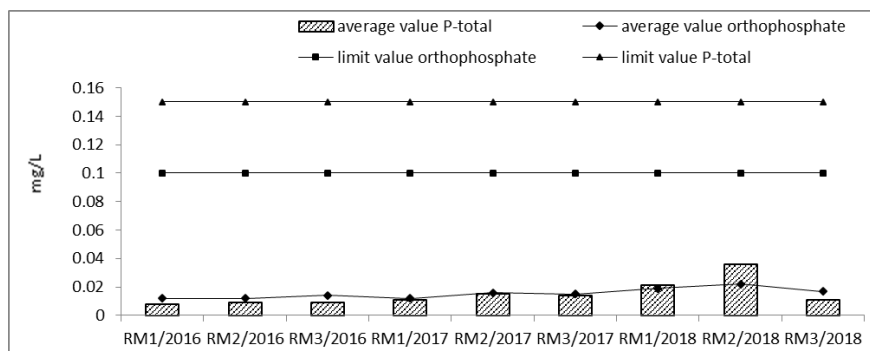 average value P-total
average value orthophosphate
limit value orthophosphate
limit value P-total
0.16
0.14
0.12
0.1
0.08
0.06
0.04
0.02
0
mg/L
RM1/2016 RM2/2016 RM3/2016 RM1/2017 RM2/2017 RM3/2017 RM1/2018 RM2/2018 RM3/2018